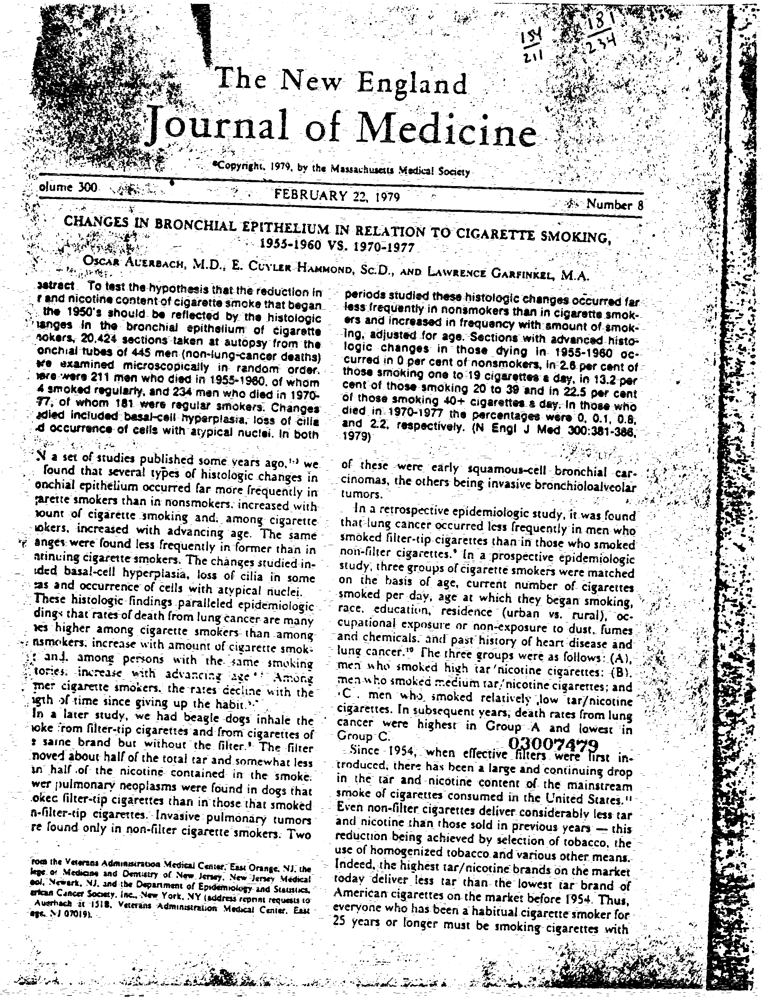 154
211
181
234
The New England
Journal of Medicine
Copyright, 1979, by the Massachusetts Medical Society
olume 300
FEBRUARY 22, 1979
Number 8
CHANGES IN BRONCHIAL EPITHELIUM IN RELATION TO CIGARETTE SMOKING,
1955-1960 VS. 1970-1977
OSCAR AUERBACH, M.D., E. CUYLER HAMMOND, SC.D., AND LAWRENCE GARFINKEL, M.A.
stract To test the hypothesis that the reduction in
r and nicotine content of cigarette smoke that began
the 1950's should be reflected by the histologic
anges in the bronchial epithelium of cigarette
nokers, 20,424 sections taken at autopsy from the
onchial tubes of 445 men (non-lung-cancer deaths)
were examined microscopically in random order.
ere were 211 men who died in 1955-1960, of whom
4 smoked regularly, and 234 men who died in 1970-
77, of whom 181 were regular smokers. Changes
udied included basal-cell hyperplasia, loss of cilia
d occurrence of cells with atypical nuclei. In both
periods studied these histologic changes occurred far
less frequently in nonsmokers than in cigarette smok-
ers and increased in frequency with amount of smok-
ing, adjusted for age. Sections with advanced histo-
logic changes in those dying in 1955-1960 oc-
curred in 0 per cent of nonsmokers, in 2.6 per cent of
those smoking one to 19 cigarettes a day, in 13.2 per
cent of those smoking 20 to 39 and in 22.5 per cent
of those smoking 40+ cigarettes a day. In those who
died in 1970-1977 the percentages were 0, 0.1, 0.8,
and 2.2, respectively. (N Engl J Med 300:381-386,
1979)
N a set of studies published some years ago, we
found that several types of histologic changes in
onchial epithelium occurred far more frequently in
garette smokers than in nonsmokers, increased with
nount of cigarette smoking and, among cigarette
okers, increased with advancing age. The same
anges were found less frequently in former than in
ntinuing cigarette smokers. The changes studied in-
uded basal-cell hyperplasia, loss of cilia in some
eas and occurrence of cells with atypical nuclei.
These histologic findings paralleled epidemiologic
dings that rates of death from lung cancer are many
es higher among cigarette smokers than among
nsmokers, increase with amount of cigarette smok-
g and, among persons with the same smoking
tories, increase with advancing age. Among
mer cigarette smokers, the rates decline with the
ngth of time since giving up the habit.
In a later study, we had beagle dogs inhale the
oke from filter-tip cigarettes and from cigarettes of
e same brand but without the filter. The filter
moved about half of the total tar and somewhat less
an half of the nicotine contained in the smoke.
wer pulmonary neoplasms were found in dogs that
oked filter-tip cigarettes than in those that smoked
n-filter-tip cigarettes. Invasive pulmonary tumors
re found only in non-filter cigarette smokers. Two
rom the Veterans Administration Medical Center, East Orange, NJ, the
lege of Medicine and Dentistry of New Jersey, New Jersey Medical
ool, Newark, NJ, and the Department of Epidemiology and Statistics,
erican Cancer Society, Inc., New York, NY (address reprint requests to
Auerbach at 151B, Veterans Administration Medical Center, East
nge, NJ 07019).
of these were early squamous-cell bronchial car-
cinomas, the others being invasive bronchioloalveolar
tumors.
In a retrospective epidemiologic study, it was found
that lung cancer occurred less frequently in men who
smoked filter-tip cigarettes than in those who smoked
non-filter cigarettes.⁹ In a prospective epidemiologic
study, three groups of cigarette smokers were matched
on the basis of age, current number of cigarettes
smoked per day, age at which they began smoking,
race, education, residence (urban vs. rural), oc-
cupational exposure or non-exposure to dust, fumes
and chemicals, and past history of heart disease and
lung cancer.¹⁰ The three groups were as follows: (A),
men who smoked high tar/nicotine cigarettes; (B),
men who smoked medium tar/nicotine cigarettes; and
(C), men who smoked relatively low tar/nicotine
cigarettes. In subsequent years, death rates from lung
cancer were highest in Group A and lowest in
Group C.
03007479
Since 1954, when effective filters were first in-
troduced, there has been a large and continuing drop
in the tar and nicotine content of the mainstream
smoke of cigarettes consumed in the United States.¹¹
Even non-filter cigarettes deliver considerably less tar
and nicotine than those sold in previous years — this
reduction being achieved by selection of tobacco, the
use of homogenized tobacco and various other means.
Indeed, the highest tar/nicotine brands on the market
today deliver less tar than the lowest tar brand of
American cigarettes on the market before 1954. Thus,
everyone who has been a habitual cigarette smoker for
25 years or longer must be smoking cigarettes with